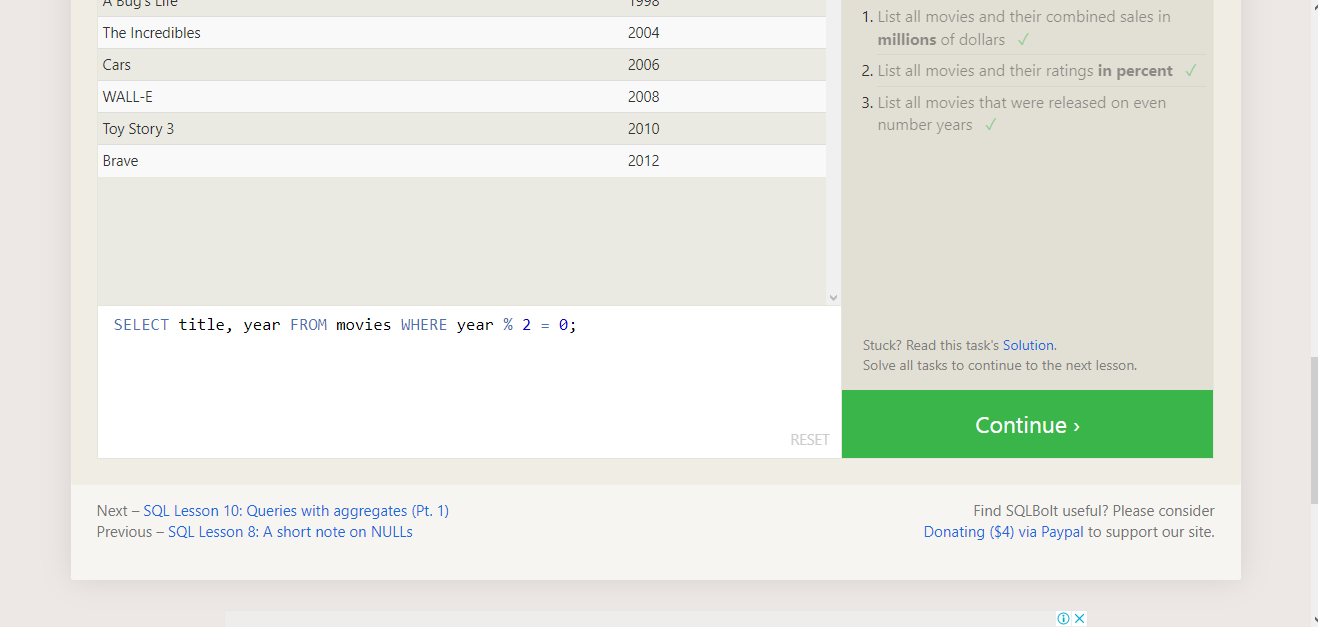 A Bug's Life 1998
The Incredibles 2004
Cars 2006
WALL-E 2008
Toy Story 3 2010
Brave 2012
SELECT title, year FROM movies WHERE year % 2 = 0;
RESET
1. List all movies and their combined sales in
millions of dollars ✓
2. List all movies and their ratings in percent ✓
3. List all movies that were released on even
number years ✓
Stuck? Read this task's Solution.
Solve all tasks to continue to the next lesson.
Continue ›
Next – SQL Lesson 10: Queries with aggregates (Pt. 1)
Previous – SQL Lesson 8: A short note on NULLs
Find SQLBolt useful? Please consider
Donating ($4) via Paypal to support our site.